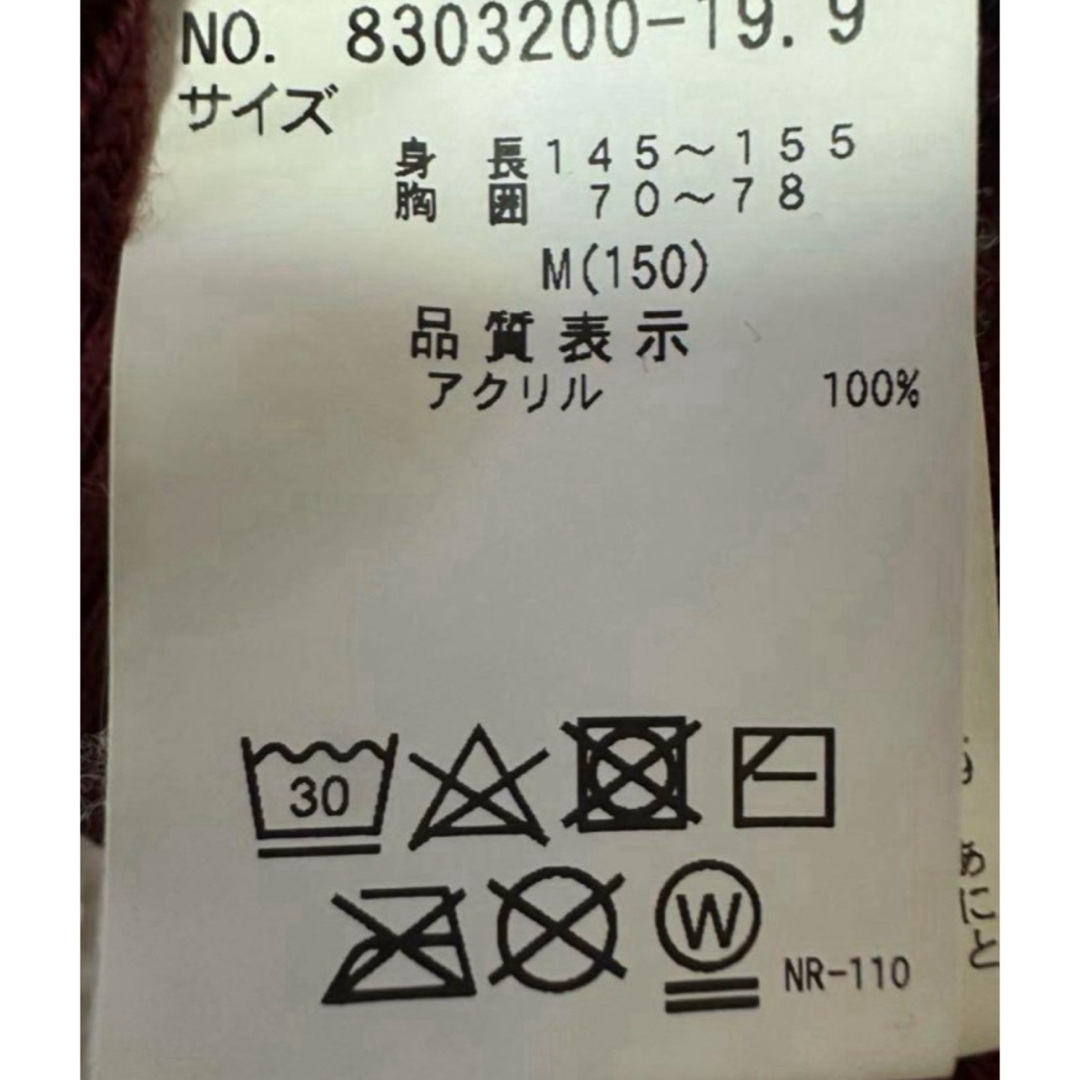 NO. 8303200-19.9
サイズ
身 長 145～155
胸 囲 70～78
M(150)
品質表示
アクリル 100%
30
W
NR-110